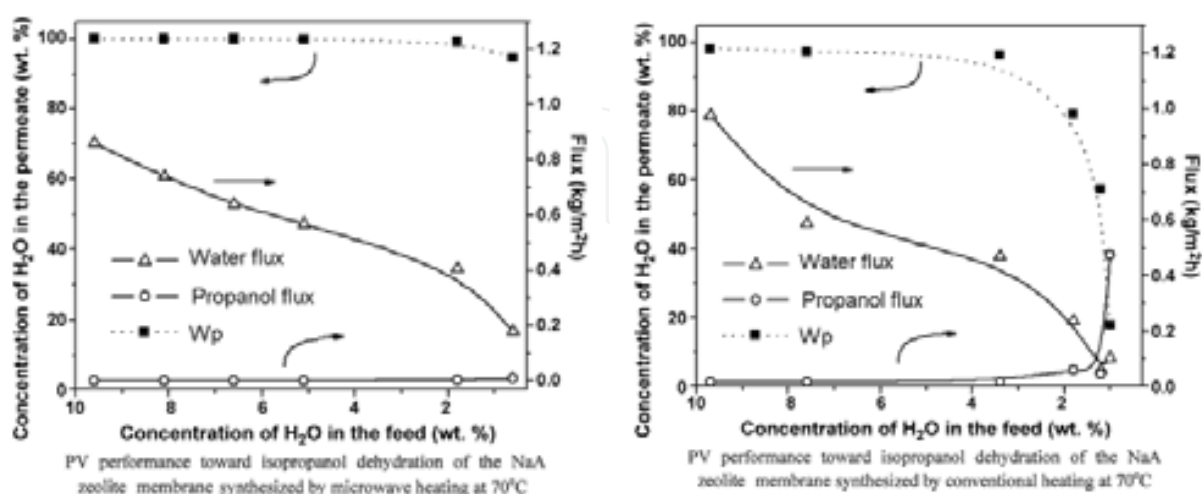 Concentration of H₂O in the permeate (wt. %)
100
80
60
40
20
0
Water flux
Propanol flux
Wp
1.2
1.0
0.8
0.6
0.4
0.2
0.0
Flux (kg/m²h)
10
8
6
4
2
Concentration of H₂O in the feed (wt. %)
PV performance toward isopropanol dehydration of the NaA
zeolite membrane synthesized by microwave heating at 70⁰C
Concentration of H₂O in the permeate (wt. %)
100
80
60
40
20
0
Water flux
Propanol flux
Wp
1.2
1.0
0.8
0.6
0.4
0.2
0.0
Flux (kg/m²h)
10
8
6
4
2
Concentration of H₂O in the feed (wt. %)
PV performance toward isopropanol dehydration of the NaA
zeolite membrane synthesized by conventional heating at 70⁰C